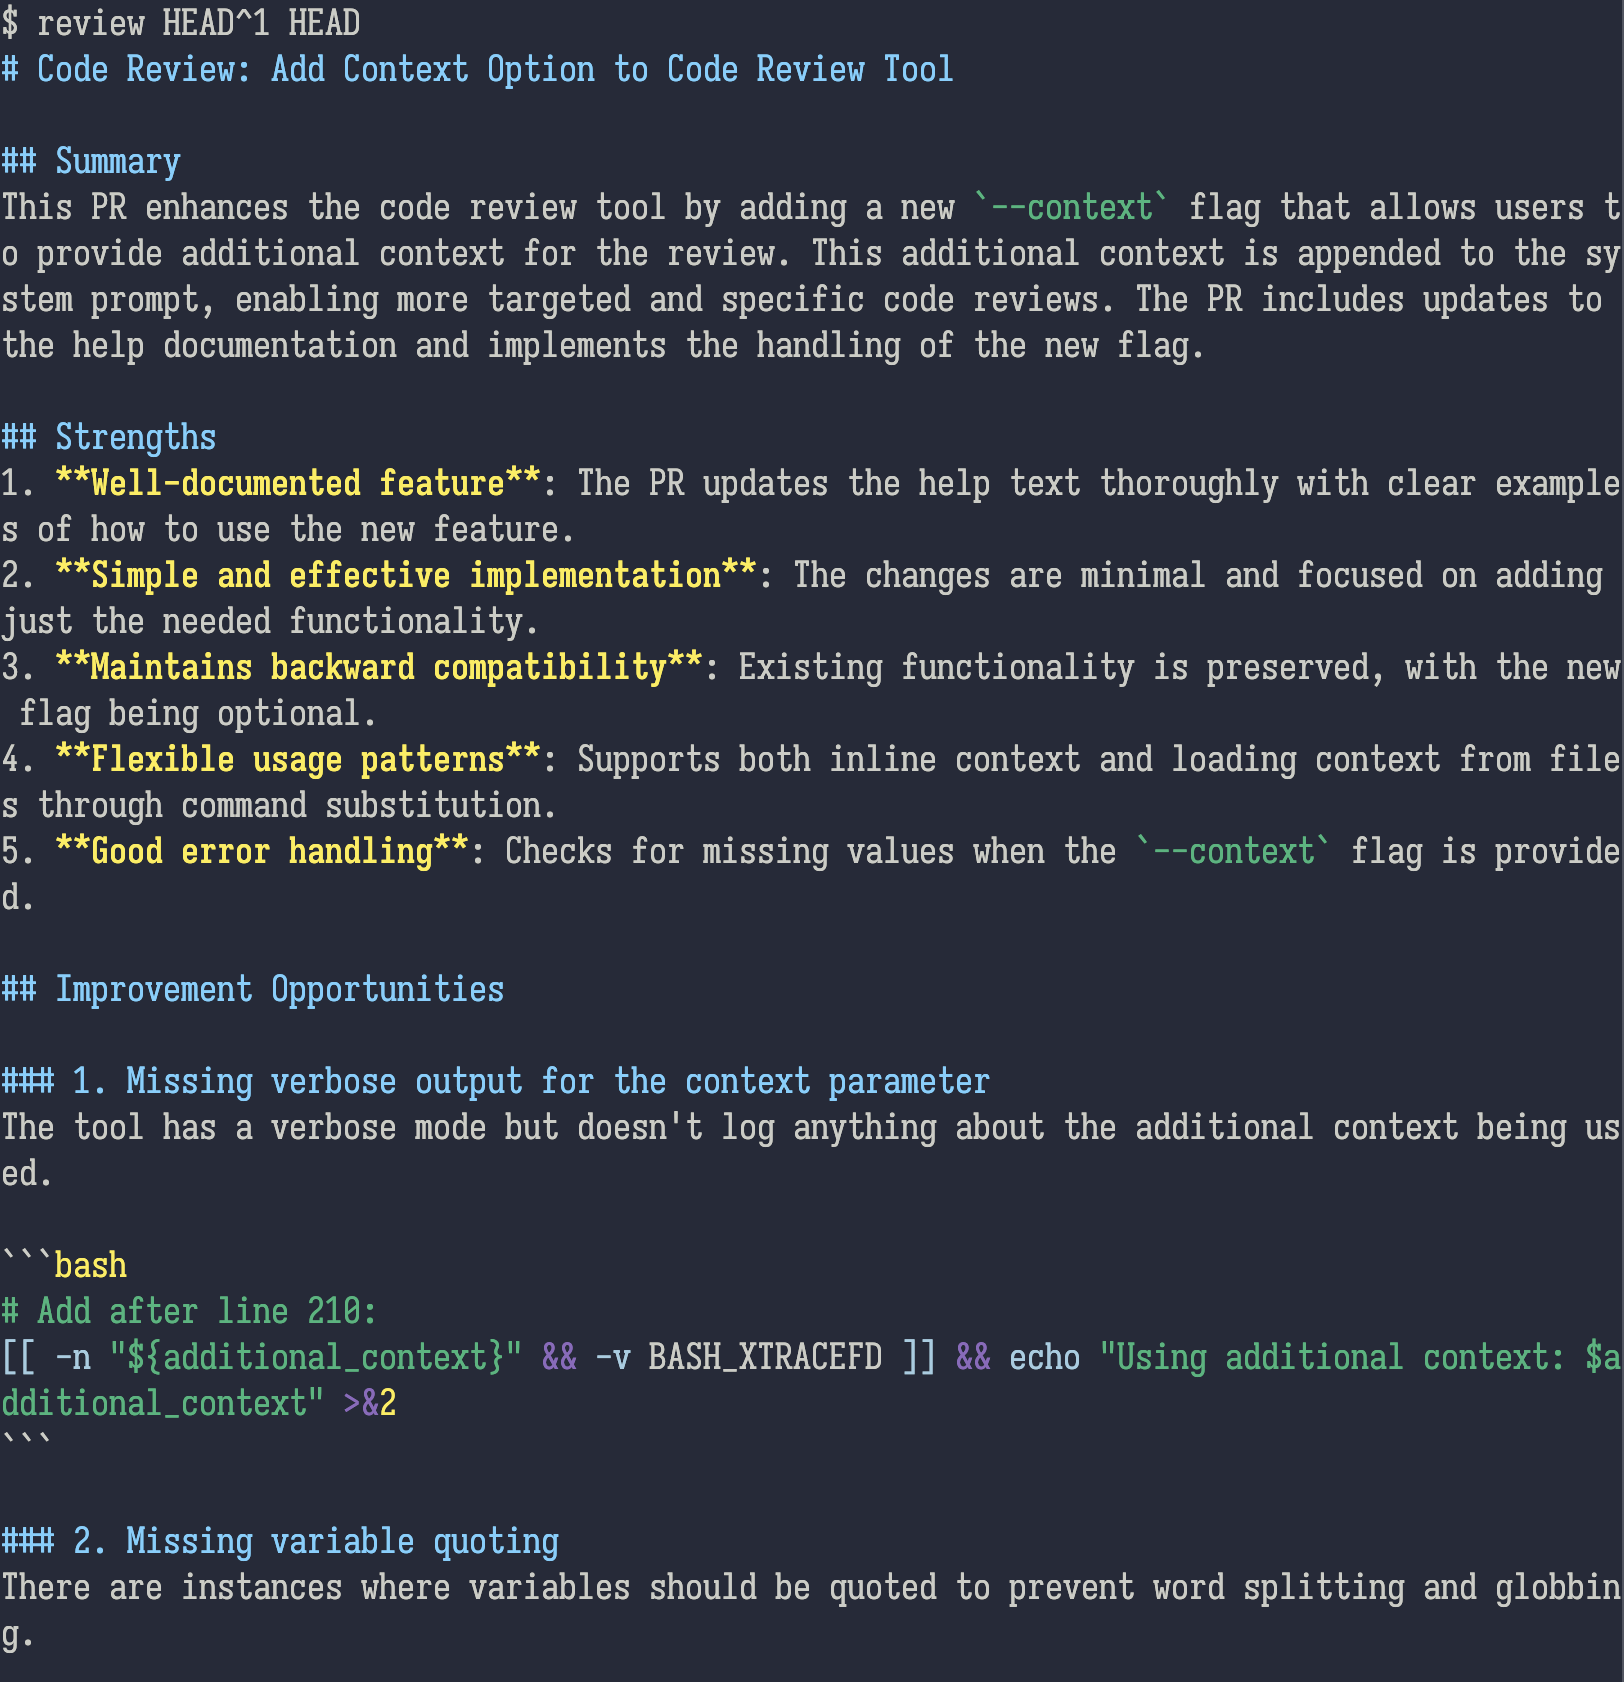 $ review HEAD^1 HEAD
# Code Review: Add Context Option to Code Review Tool

## Summary
This PR enhances the code review tool by adding a new `--context` flag that allows users t
o provide additional context for the review. This additional context is appended to the sy
stem prompt, enabling more targeted and specific code reviews. The PR includes updates to
the help documentation and implements the handling of the new flag.

## Strengths
1. **Well-documented feature**: The PR updates the help text thoroughly with clear example
s of how to use the new feature.
2. **Simple and effective implementation**: The changes are minimal and focused on adding
just the needed functionality.
3. **Maintains backward compatibility**: Existing functionality is preserved, with the new
 flag being optional.
4. **Flexible usage patterns**: Supports both inline context and loading context from file
s through command substitution.
5. **Good error handling**: Checks for missing values when the `--context` flag is provide
d.

## Improvement Opportunities

### 1. Missing verbose output for the context parameter
The tool has a verbose mode but doesn't log anything about the additional context being us
ed.

```bash
# Add after line 210:
[[ -n "${additional_context}" && -v BASH_XTRACEFD ]] && echo "Using additional context: $a
dditional_context" >&2
```

### 2. Missing variable quoting
There are instances where variables should be quoted to prevent word splitting and globbin
g.